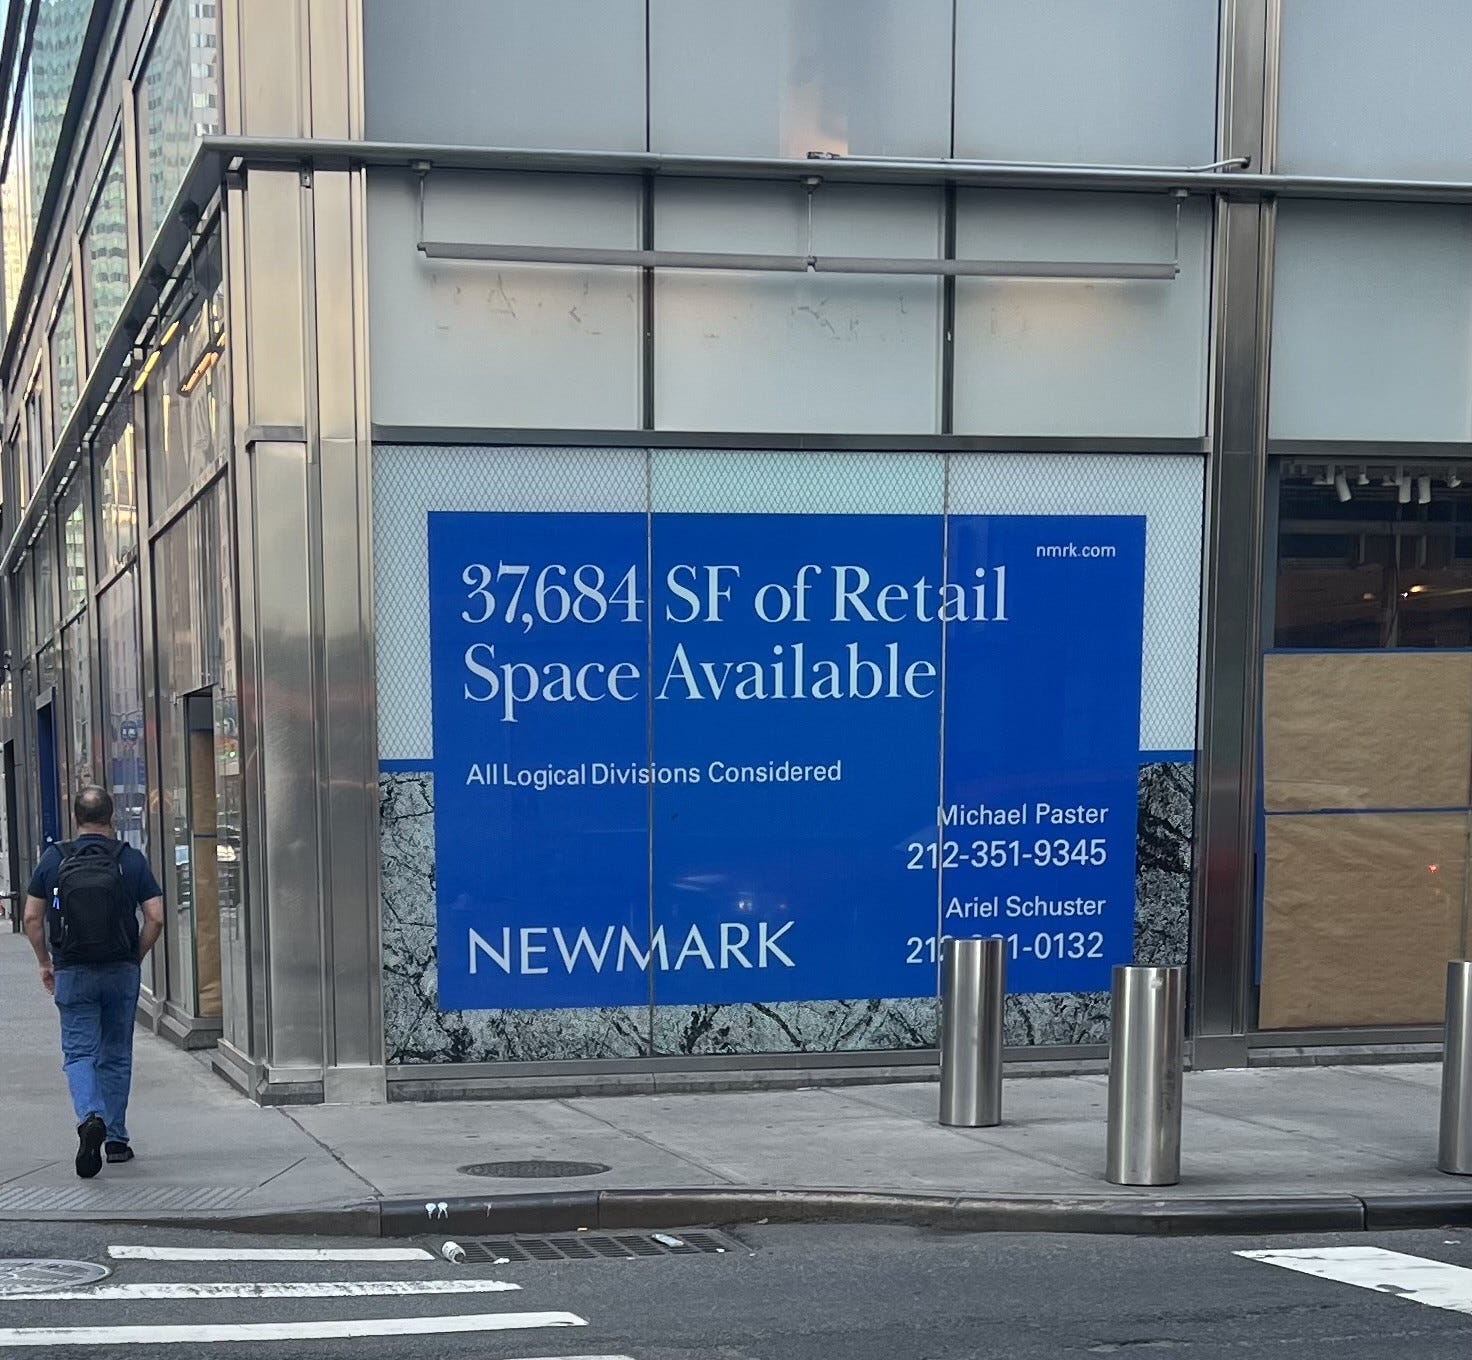 nmrk.com
37,684 SF of Retail
Space Available
All Logical Divisions Considered
Michael Paster
212-351-9345
Ariel Schuster
NEWMARK